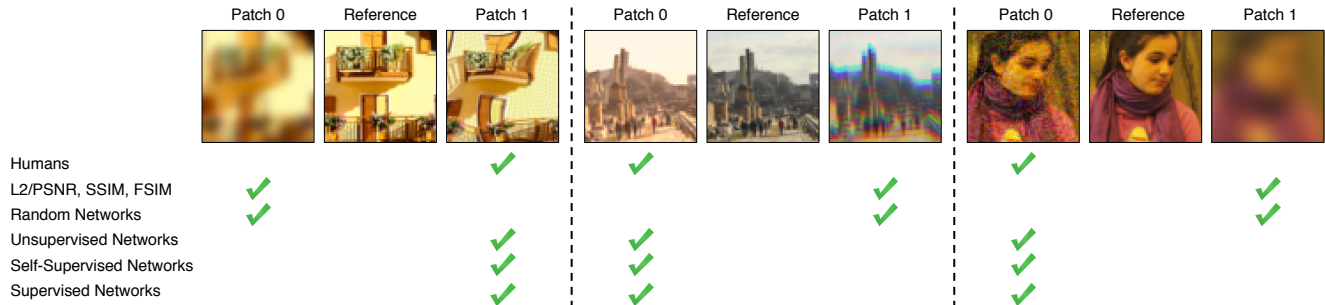 Patch 0 Reference Patch 1 Patch 0 Reference Patch 1 Patch 0 Reference Patch 1
Humans
L2/PSNR, SSIM, FSIM
Random Networks
Unsupervised Networks
Self-Supervised Networks
Supervised Networks